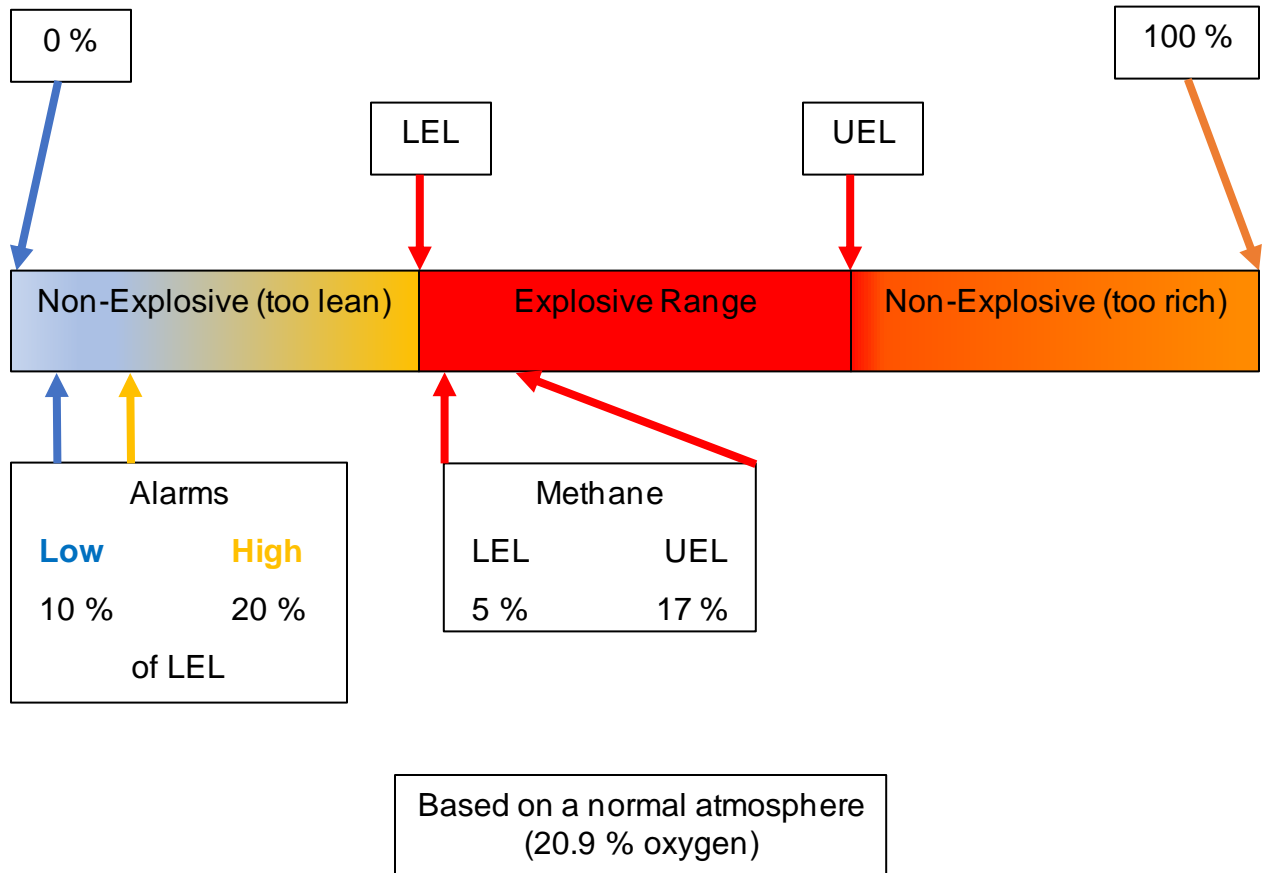 0 %
100 %
LEL
UEL
Non-Explosive (too lean)
Explosive Range
Non-Explosive (too rich)
Alarms
Low High
10 % 20 %
of LEL
Methane
LEL UEL
5 % 17 %
Based on a normal atmosphere
(20.9 % oxygen)